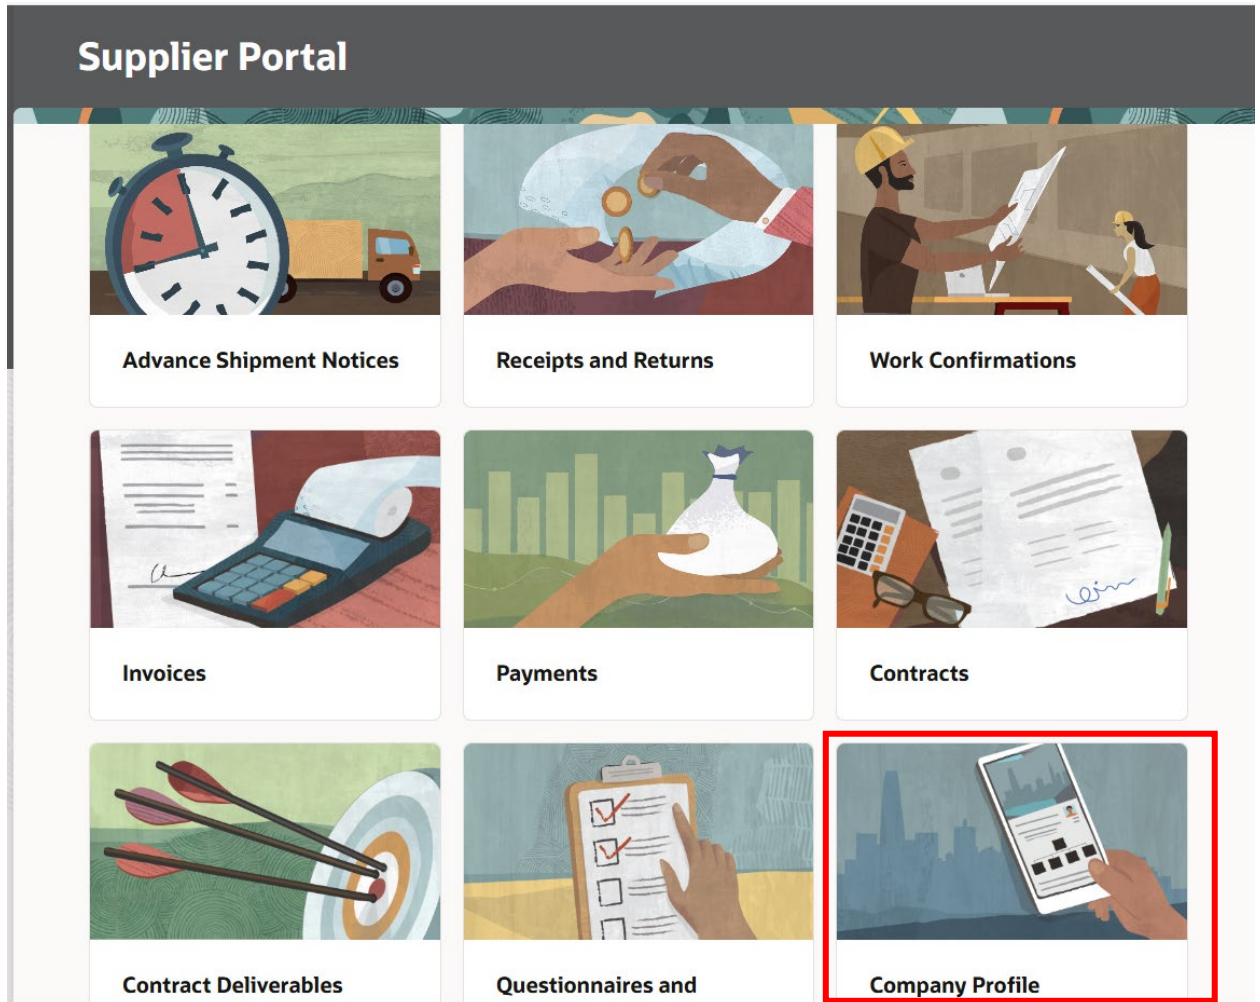 Supplier Portal
Advance Shipment Notices
Receipts and Returns
Work Confirmations
Invoices
Payments
Contracts
Contract Deliverables
Questionnaires and
Company Profile